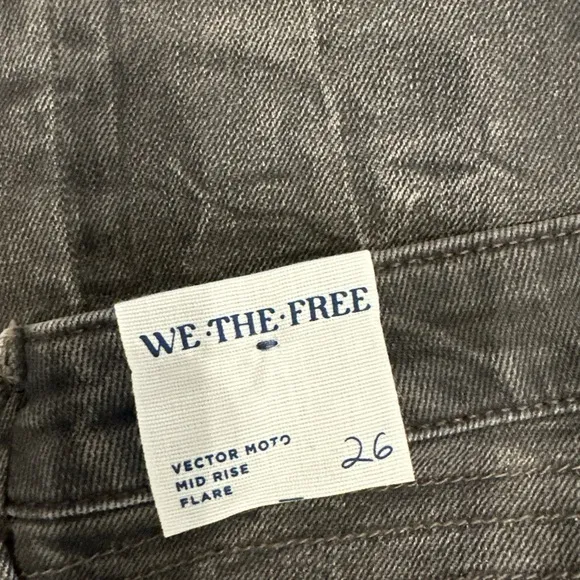 WE·THE·FREE
VECTOR MOTO
MID RISE
FLARE
26